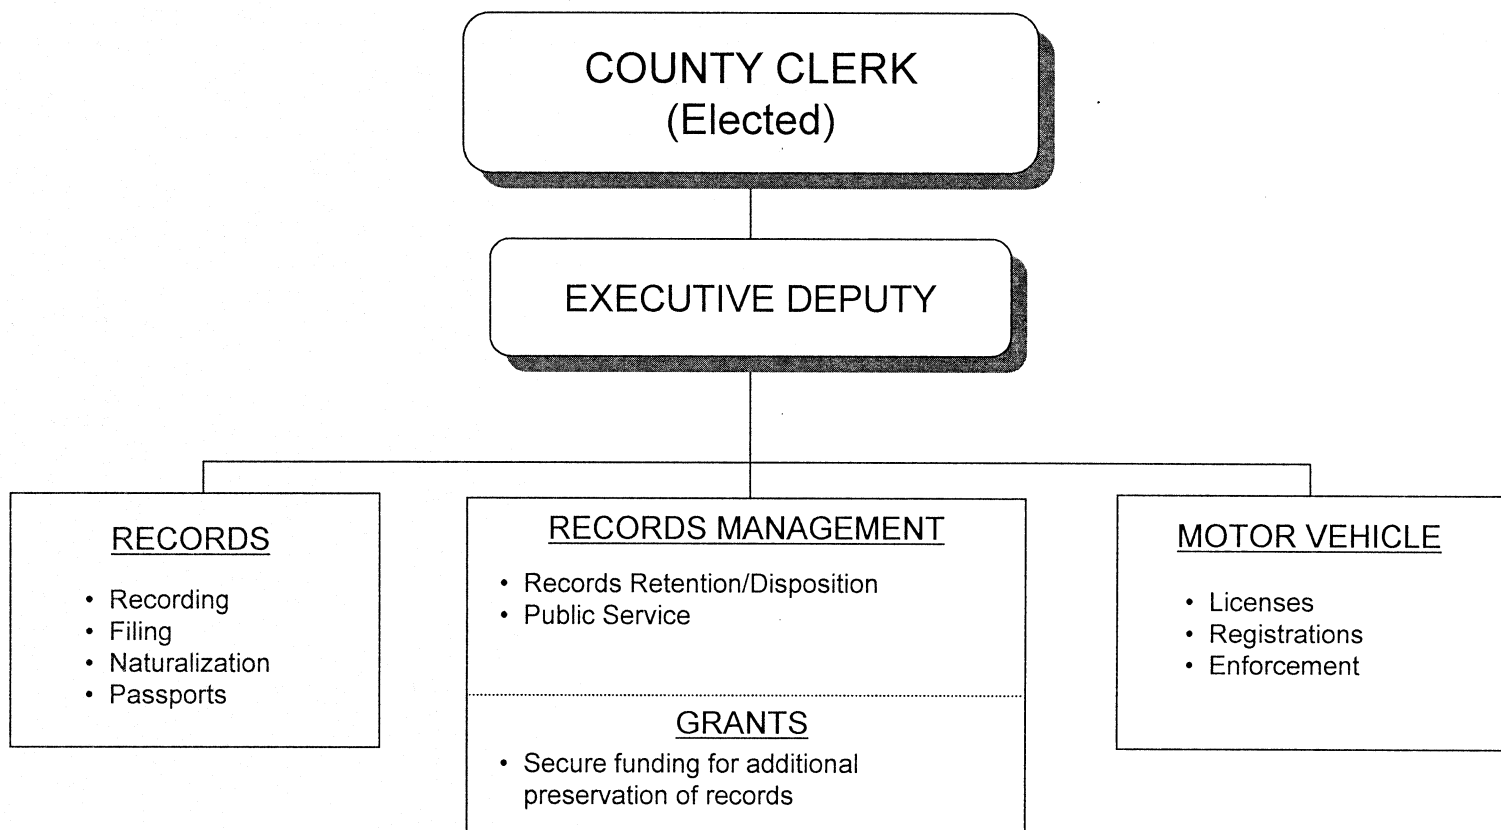 COUNTY CLERK
(Elected)
EXECUTIVE DEPUTY
RECORDS
• Recording
• Filing
• Naturalization
• Passports
RECORDS MANAGEMENT
• Records Retention/Disposition
• Public Service
GRANTS
• Secure funding for additional
preservation of records
MOTOR VEHICLE
• Licenses
• Registrations
• Enforcement